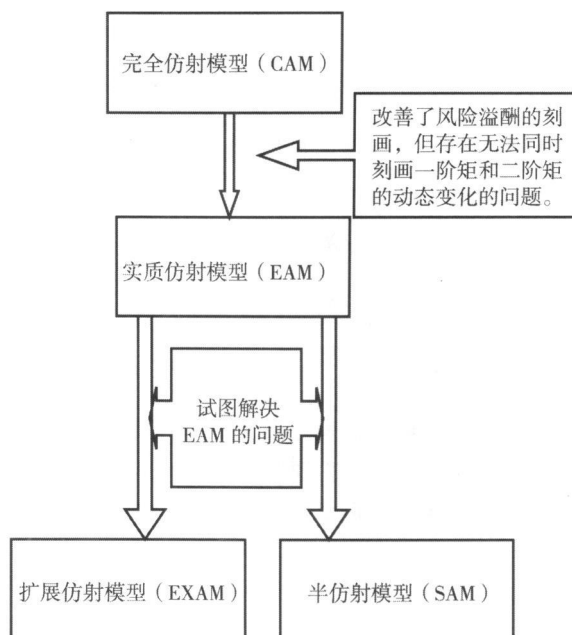 完全仿射模型（CAM）
改善了风险溢酬的刻
画，但存在无法同时
刻画一阶矩和二阶矩
的动态变化的问题。
实质仿射模型（EAM）
试图解决
EAM 的问题
扩展仿射模型（EXAM）
半仿射模型（SAM）